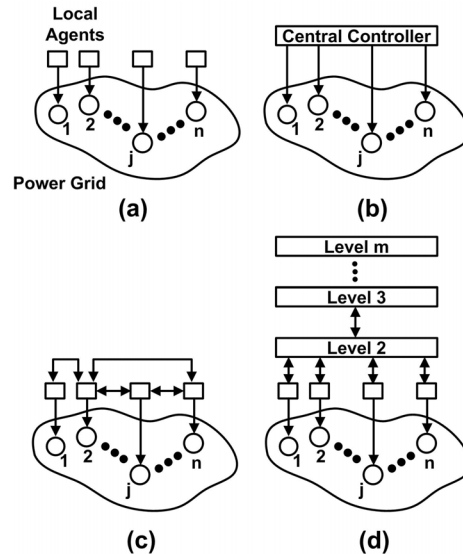 Local
Agents
1
2
j
n
Power Grid
(a)
Central Controller
1
2
j
n
(b)
1
2
j
n
(c)
Level m
Level 3
Level 2
1
2
j
n
(d)